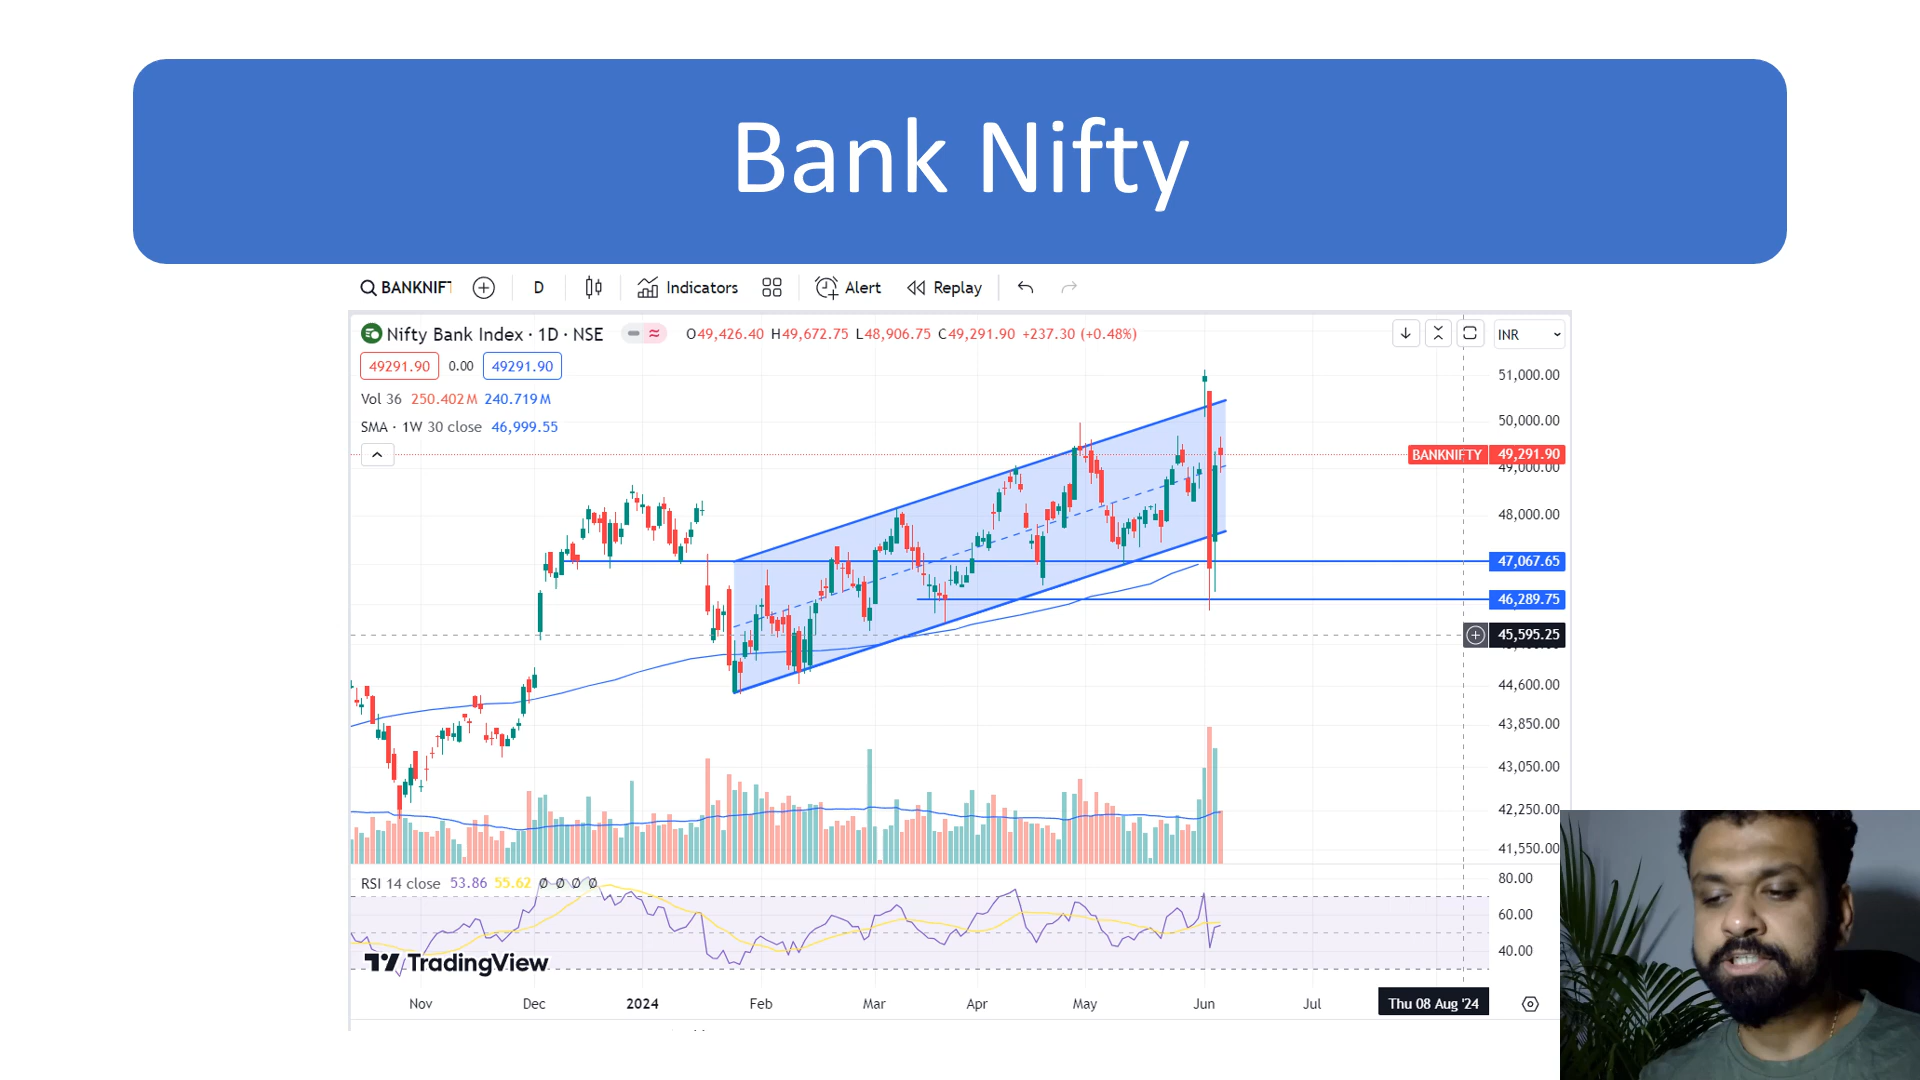 Bank Nifty
BANKNIF
D
Indicators
Alert
Replay
Nifty Bank Index · 1D · NSE
O49,426.40 H49,672.75 L48,906.75 C49,291.90 +237.30 (+0.48%)
INR
49291.90 0.00 49291.90
Vol 36 250.402M 240.719M
SMA · 1W 30 close 46,999.55
51,000.00
50,000.00
BANKNIFTY 49,291.90
49,000.00
48,000.00
47,067.65
46,289.75
45,595.25
44,600.00
43,850.00
43,050.00
42,250.00
41,550.00
RSI 14 close 53.86 55.62 Ø Ø Ø Ø
80.00
60.00
40.00
TradingView
Nov Dec 2024 Feb Mar Apr May Jun Jul Thu 08 Aug '24